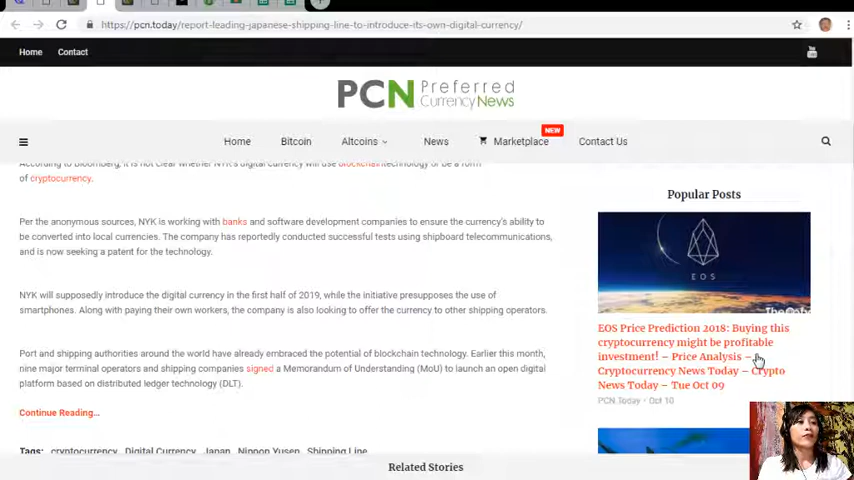 https://pcn.today/report-leading-japanese-shipping-line-to-introduce-its-own-digital-currency/
Home Contact
PCN Preferred
Currency News
Home Bitcoin Altcoins News Marketplace NEW Contact Us
According to Bloomberg, it is not clear whether NYK's digital currency will use blockchain technology or be a form
of cryptocurrency.
Per the anonymous sources, NYK is working with banks and software development companies to ensure the currency's ability to
be converted into local currencies. The company has reportedly conducted successful tests using shipboard telecommunications,
and is now seeking a patent for the technology.
NYK will supposedly introduce the digital currency in the first half of 2019, while the initiative presupposes the use of
smartphones. Along with paying their own workers, the company is also looking to offer the currency to other shipping operators.
Port and shipping authorities around the world have already embraced the potential of blockchain technology. Earlier this month,
nine major terminal operators and shipping companies signed a Memorandum of Understanding (MoU) to launch an open digital
platform based on distributed ledger technology (DLT).
Continue Reading...
Tags: cryptocurrency, Digital Currency, Japan, Nippon Yusen, Shipping Line
Popular Posts
EOS
EOS Price Prediction 2018: Buying this
cryptocurrency might be profitable
investment! – Price Analysis –
Cryptocurrency News Today – Crypto
News Today – Tue Oct 09
PCN.Today - Oct 10
Related Stories